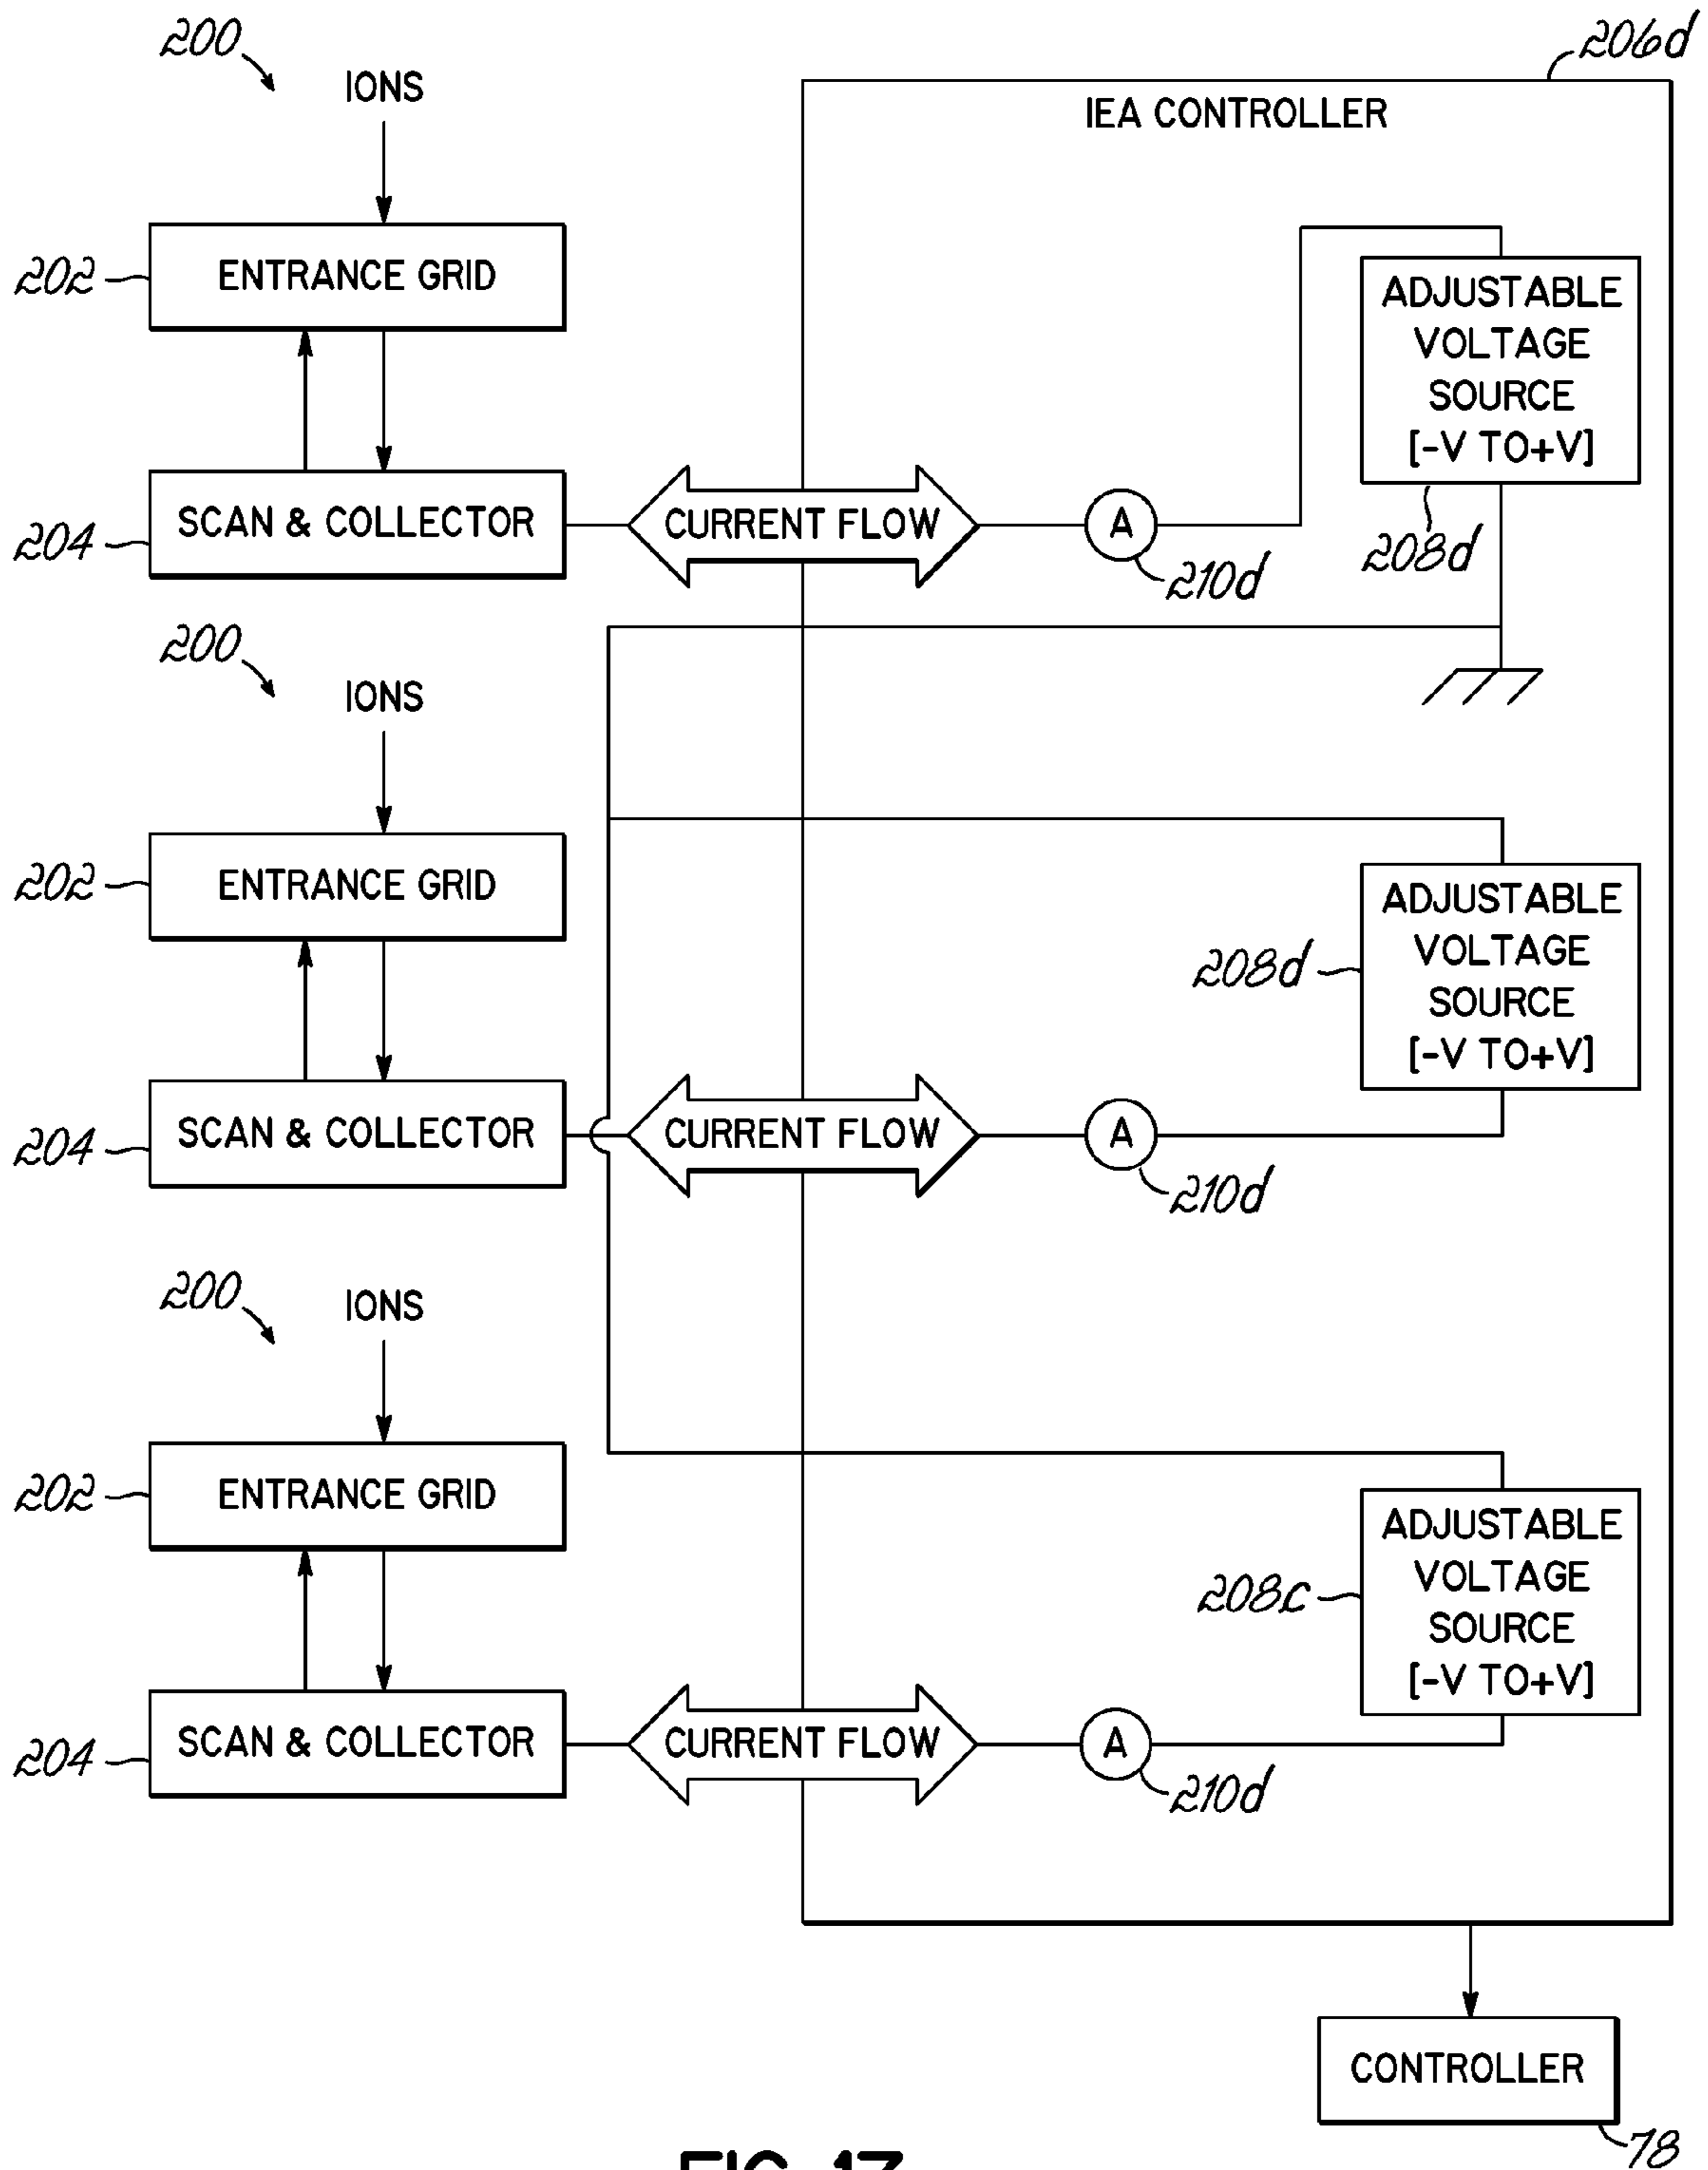 200
IONS
206d
IEA CONTROLLER
202
ENTRANCE GRID
ADJUSTABLE
VOLTAGE
SOURCE
[-V TO+V]
208d
204
SCAN & COLLECTOR
CURRENT FLOW
A
210d
200
IONS
202
ENTRANCE GRID
ADJUSTABLE
VOLTAGE
SOURCE
[-V TO+V]
208d
204
SCAN & COLLECTOR
CURRENT FLOW
A
210d
200
IONS
202
ENTRANCE GRID
ADJUSTABLE
VOLTAGE
SOURCE
[-V TO+V]
208c
204
SCAN & COLLECTOR
CURRENT FLOW
A
210d
CONTROLLER
78